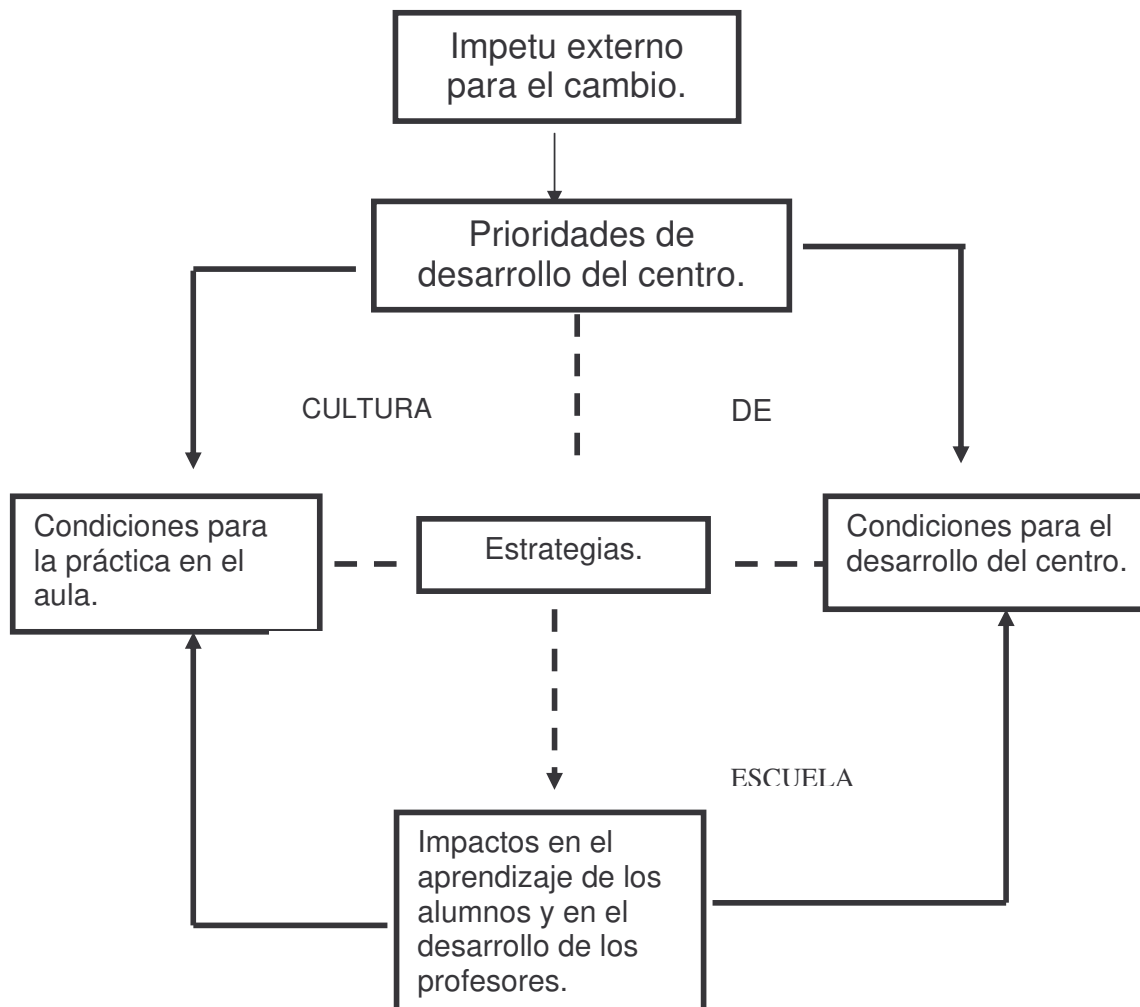 Impetu externo
para el cambio.
Prioridades de
desarrollo del centro.
CULTURA
DE
Condiciones para
la práctica en el
aula.
Estrategias.
Condiciones para el
desarrollo del centro.
ESCUELA
Impactos en el
aprendizaje de los
alumnos y en el
desarrollo de los
profesores.